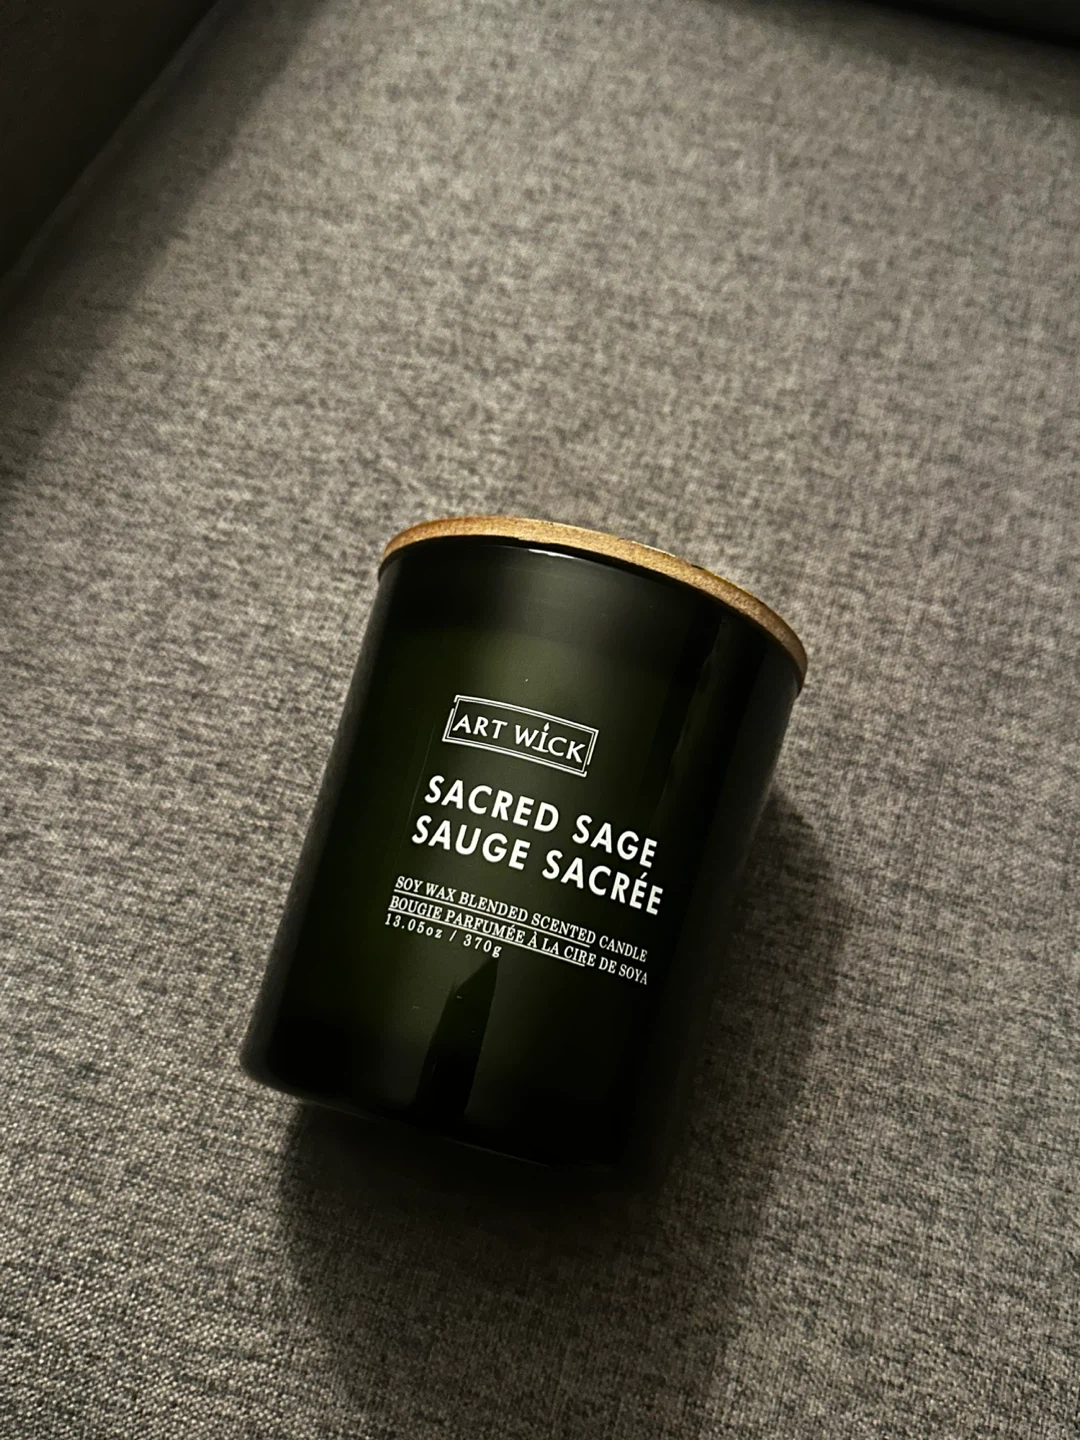 ART WICK
SACRED SAGE
SAUGE SACRÉE
SOY WAX BLENDED SCENTED CANDLE
BOUGIE PARFUMÉE À LA CIRE DE SOYA
13.05oz / 370g